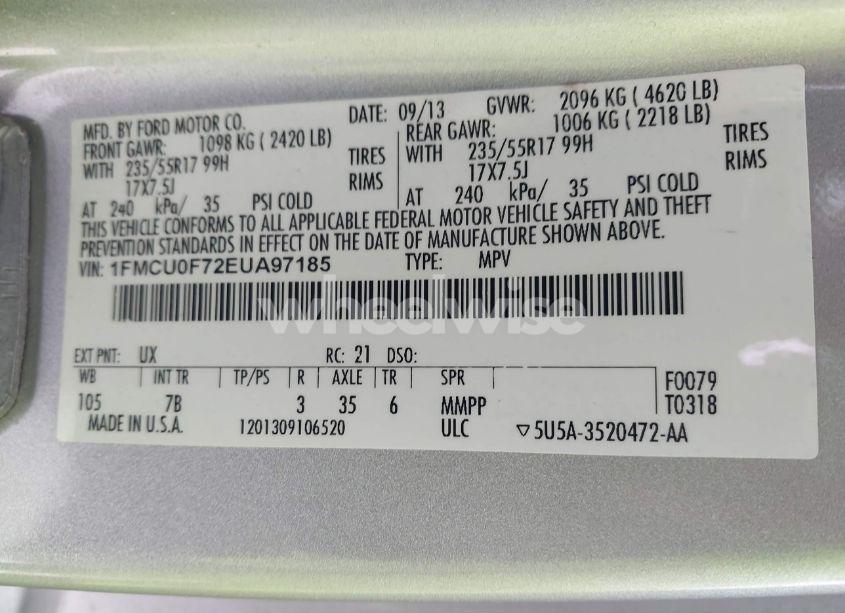 MFD. BY FORD MOTOR CO.
DATE: 09/13 GVWR: 2096 KG ( 4620 LB)
FRONT GAWR: 1098 KG ( 2420 LB)
REAR GAWR: 1006 KG ( 2218 LB)
WITH 235/55R17 99H TIRES
WITH 235/55R17 99H TIRES
17X7.5J RIMS
17X7.5J RIMS
AT 240 kPa/ 35 PSI COLD
AT 240 kPa/ 35 PSI COLD
THIS VEHICLE CONFORMS TO ALL APPLICABLE FEDERAL MOTOR VEHICLE SAFETY AND THEFT
PREVENTION STANDARDS IN EFFECT ON THE DATE OF MANUFACTURE SHOWN ABOVE.
VIN: 1FMCU0F72EUA97185 TYPE: MPV
wheelwise
EXT PNT: UX RC: 21 DSO:
WB INT TR TP/PS R AXLE TR SPR F0079
105 7B 3 35 6 MMPP T0318
MADE IN U.S.A. 1201309106520 ULC ▽5U5A-3520472-AA